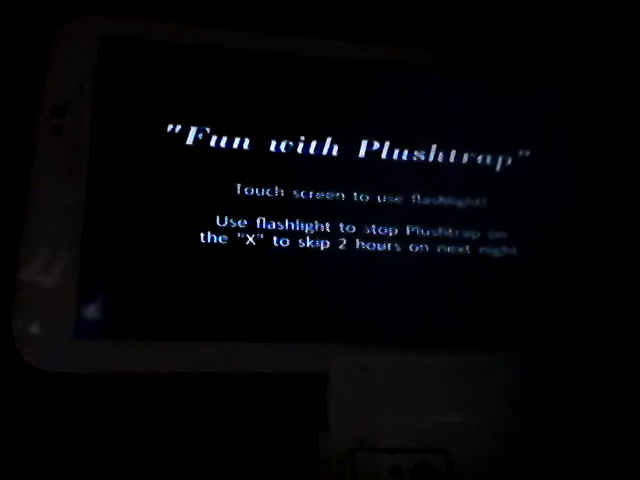 "Fun with Plushtrap"
Touch screen to use flashlight!
Use flashlight to stop Plushtrap on
the "X" to skip 2 hours on next night.